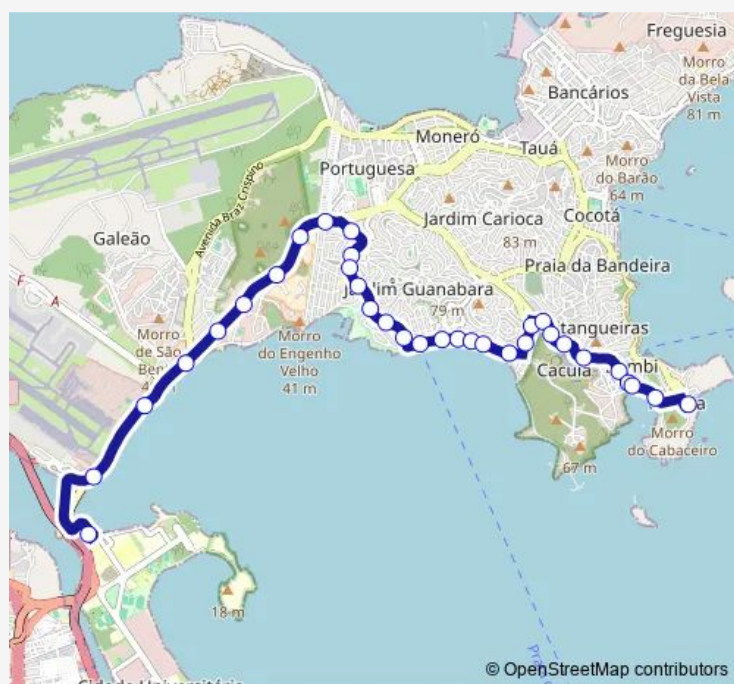 Freguesia
Morro
da Bela
Vista
81 m
Bancários
Moneró
Tauá
Morro
do Barão
64 m
Portuguesa
Avenida Braz Crispino
Jardim Carioca
83 m
Cocotá
Galeão
Praia da Bandeira
Jardim Guanabara
79 m
Morro
de São
Morro
do Engenho
Velho
41 m
Cacuia
Morro
do Cabaceiro
67 m
18 m
© OpenStreetMap contributors